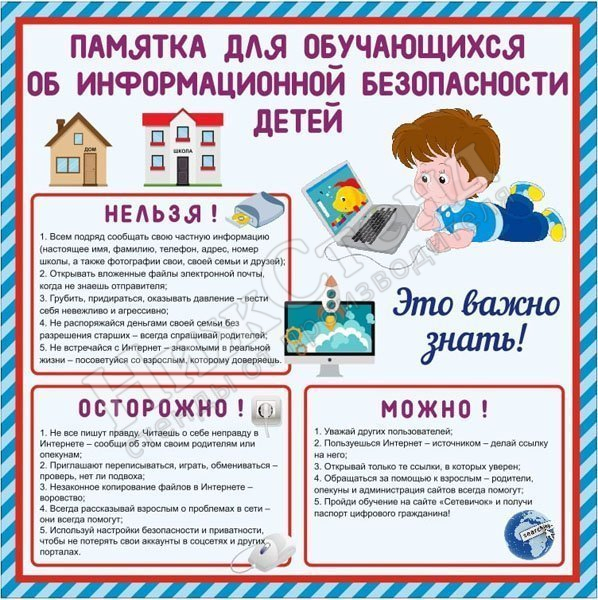 ПАМЯТКА ДЛЯ ОБУЧАЮЩИХСЯ
ОБ ИНФОРМАЦИОННОЙ БЕЗОПАСНОСТИ
ДЕТЕЙ
ДОМ
ШКОЛА
НЕЛЬЗЯ !
1. Всем подряд сообщать свою частную информацию
(настоящее имя, фамилию, телефон, адрес, номер
школы, а также фотографии свои, своей семьи и друзей);
2. Открывать вложенные файлы электронной почты,
когда не знаешь отправителя;
3. Грубить, придираться, оказывать давление – вести
себя невежливо и агрессивно;
4. Не распоряжайся деньгами своей семьи без
разрешения старших – всегда спрашивай родителей;
5. Не встречайся с Интернет – знакомыми в реальной
жизни – посоветуйся со взрослым, которому доверяешь.
Это важно
знать!
ОСТОРОЖНО !
1. Не все пишут правду. Читаешь о себе неправду в
Интернете – сообщи об этом своим родителям или
опекунам;
2. Приглашают переписываться, играть, обмениваться –
проверь, нет ли подвоха;
3. Незаконное копирование файлов в Интернете –
воровство;
4. Всегда рассказывай взрослым о проблемах в сети –
они всегда помогут;
5. Используй настройки безопасности и приватности,
чтобы не потерять свои аккаунты в соцсетях и других
порталах.
МОЖНО !
1. Уважай других пользователей;
2. Пользуешься Интернет – источником – делай ссылку
на него;
3. Открывай только те ссылки, в которых уверен;
4. Обращаться за помощью к взрослым – родители,
опекуны и администрация сайтов всегда помогут;
5. Пройди обучение на сайте «Сетевичок» и получи
паспорт цифрового гражданина!
searching